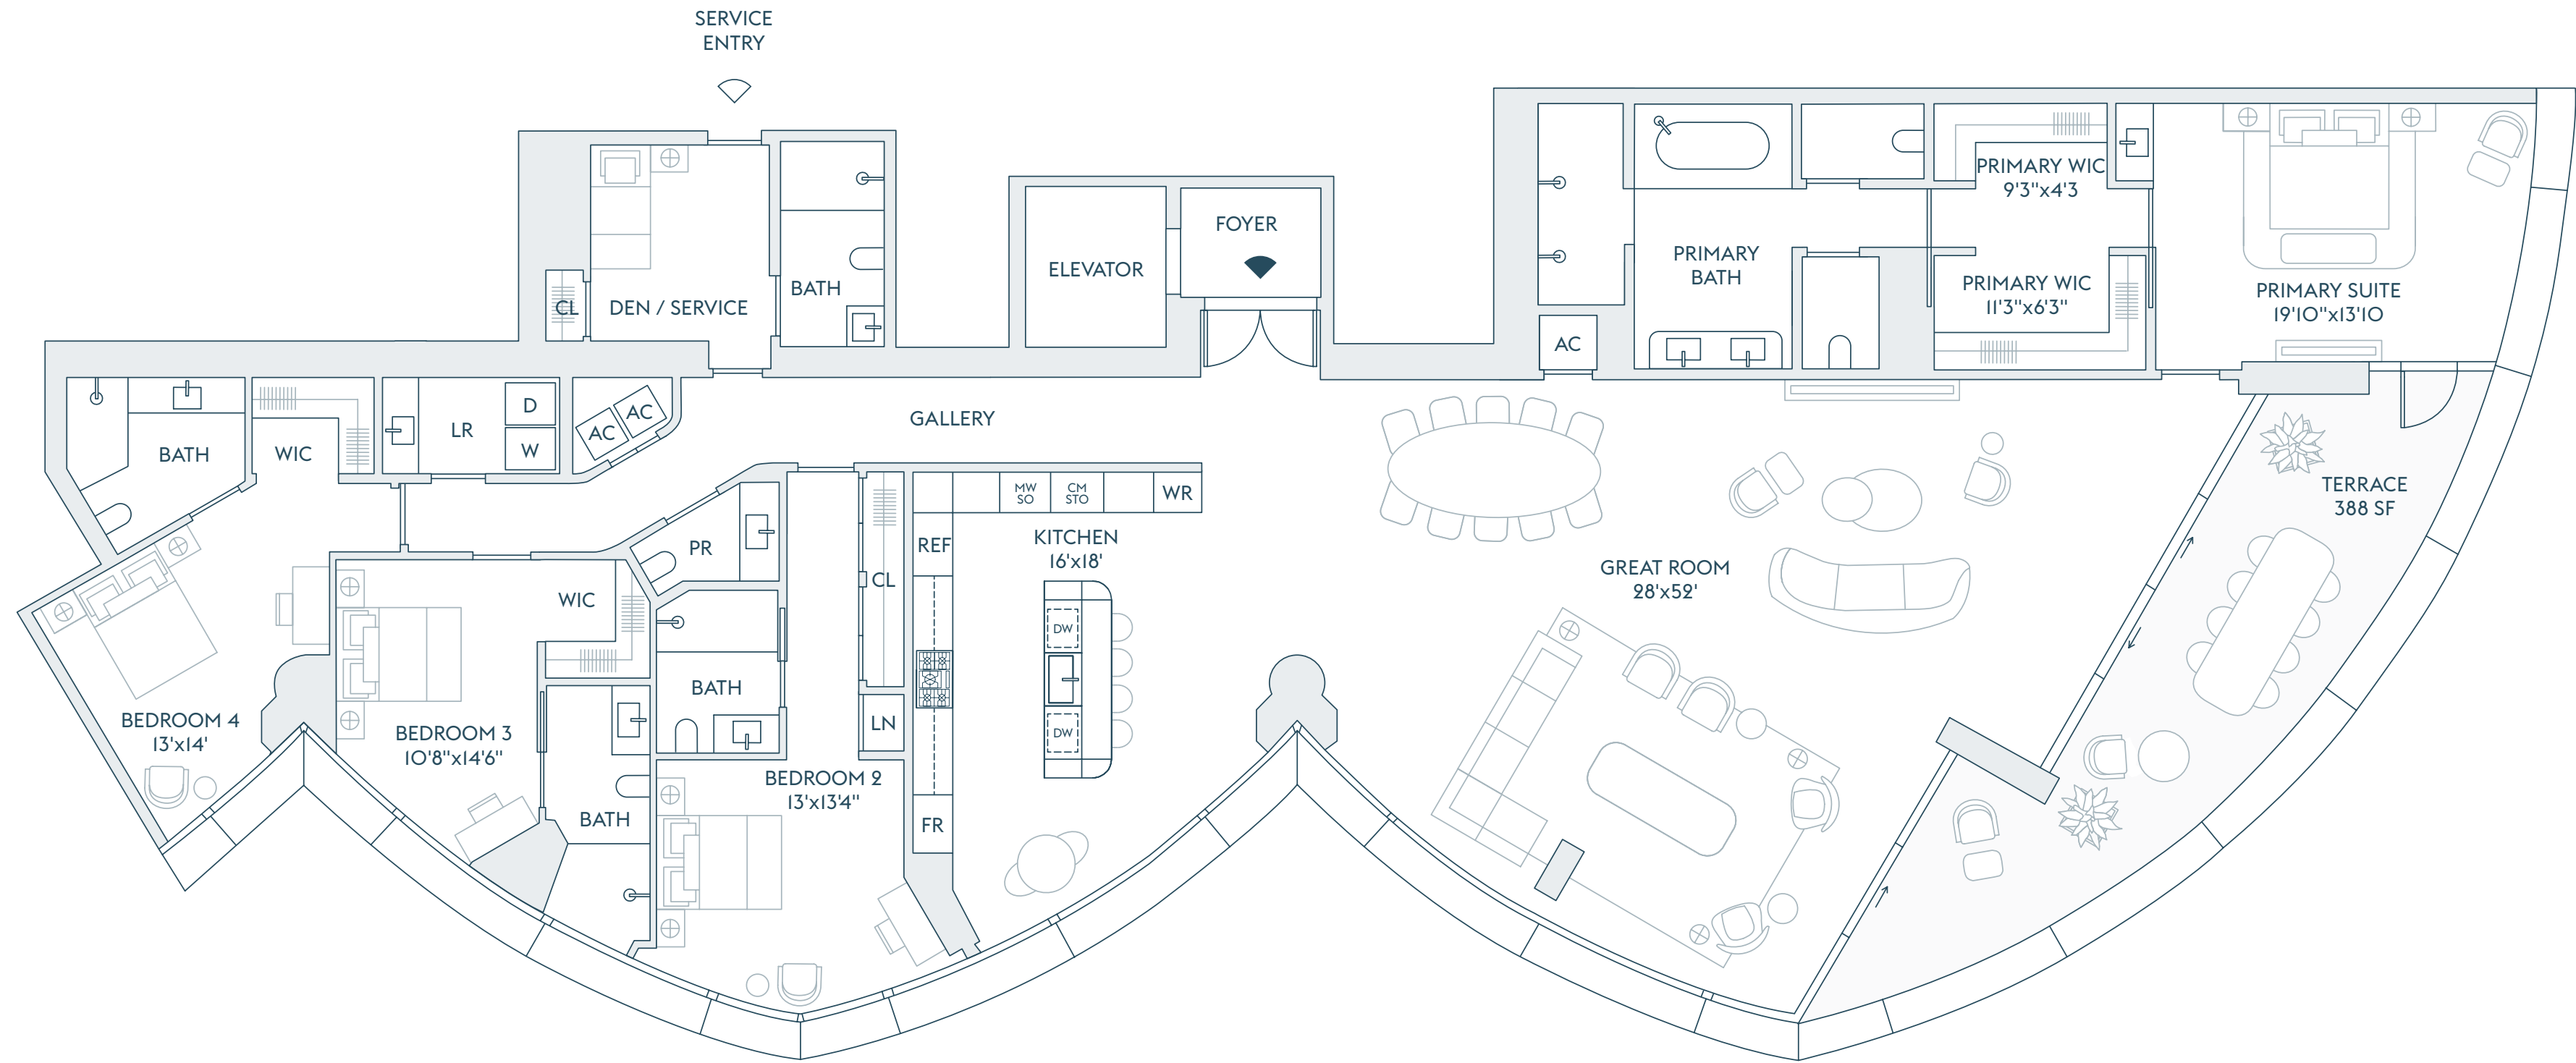 SERVICE
ENTRY
PRIMARY WIC
9'3"x4'3
FOYER
ELEVATOR
PRIMARY
BATH
BATH
PRIMARY WIC
11'3"x6'3"
PRIMARY SUITE
19'10"x13'10
CL
DEN / SERVICE
AC
D
AC
LR
AC
GALLERY
W
BATH
WIC
TERRACE
388 SF
MW
SO
CM
STO
WR
PR
REF
KITCHEN
16'x18'
GREAT ROOM
28'x52'
CL
WIC
DW
BATH
BEDROOM 4
13'x14'
LN
BEDROOM 3
10'8"x14'6"
DW
BEDROOM 2
13'x13'4"
BATH
FR